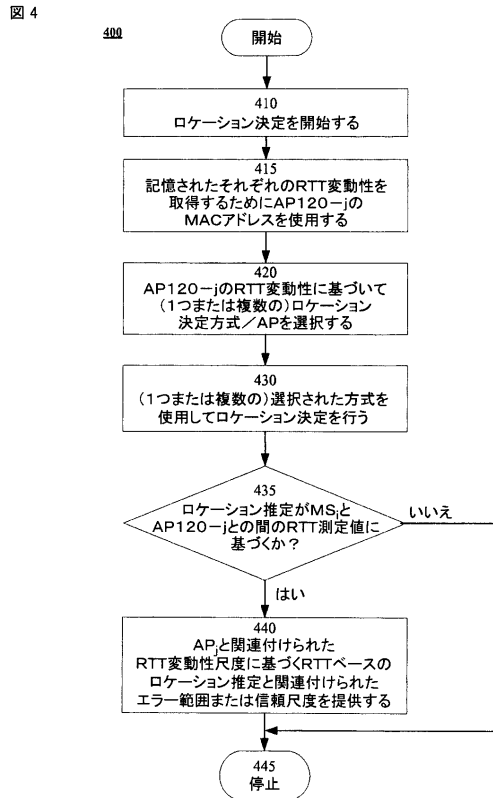 図 4
400
開始
410
ロケーション決定を開始する
415
記憶されたそれぞれのRTT変動性を
取得するためにAP120-jの
MACアドレスを使用する
420
AP120-jのRTT変動性に基づいて
(1つまたは複数の)ロケーション
決定方式/APを選択する
430
(1つまたは複数の)選択された方式を
使用してロケーション決定を行う
435
ロケーション推定がMSiと
AP120-jとの間のRTT測定値に
基づくか?
いいえ
はい
440
APjと関連付けられた
RTT変動性尺度に基づくRTTベースの
ロケーション推定と関連付けられた
エラー範囲または信頼尺度を提供する
445
停止